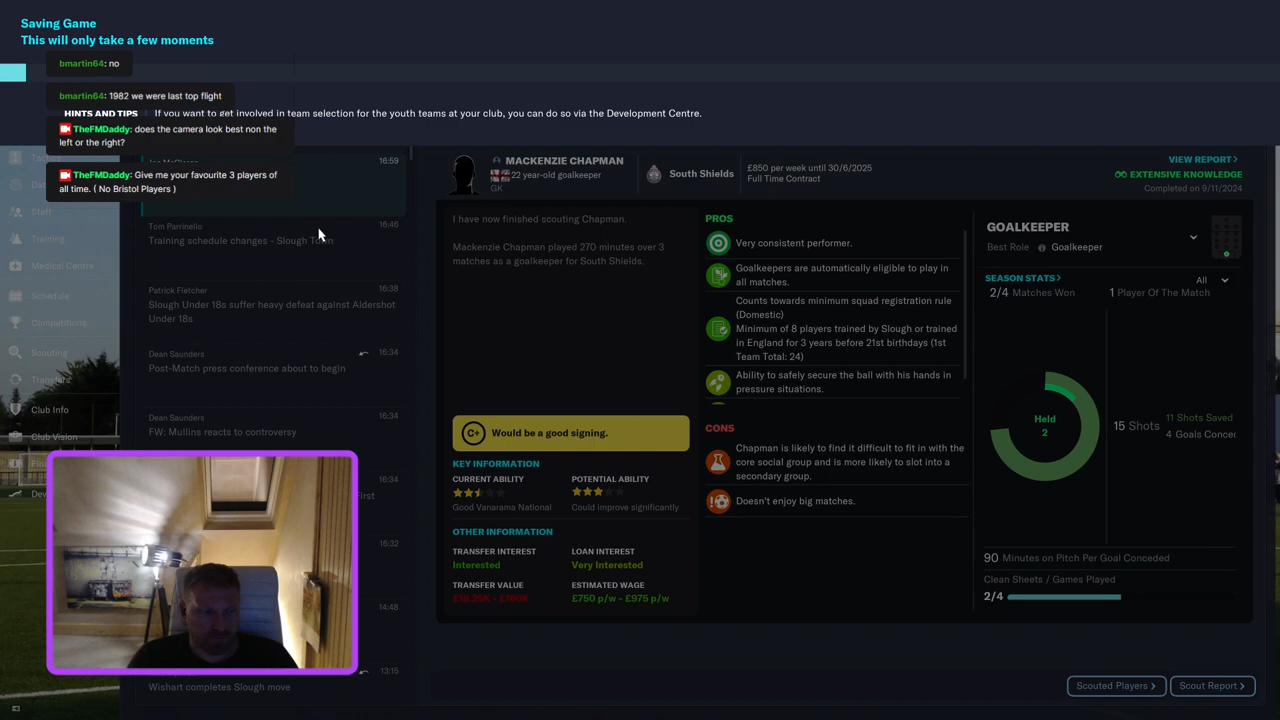 Saving Game
This will only take a few moments
bmartin64: no
bmartin64: 1982 we were last top flight
HINTS AND TIPS
If you want to get involved in team selection for the youth teams at your club, you can do so via the Development Centre.
TheFMDaddy: does the camera look best non the
left or the right?
TheFMDaddy: Give me your favourite 3 players of
all time. ( No Bristol Players )
Staff
Training
Medical Centre
Schedule
Competitions
Scouting
Transfers
Club Info
Club Vision
16:59
Tom Parrinello
16:46
Training schedule changes - Slough Town
Patrick Fletcher
16:38
Slough Under 18s suffer heavy defeat against Aldershot
Under 18s
Dean Saunders
16:34
Post-Match press conference about to begin
Dean Saunders
16:34
FW: Mullins reacts to controversy
16:34
First
16:32
14:48
13:15
Wishart completes Slough move
MACKENZIE CHAPMAN
22 year-old goalkeeper
GK
South Shields
£850 per week until 30/6/2025
Full Time Contract
VIEW REPORT >
EXTENSIVE KNOWLEDGE
Completed on 9/11/2024
I have now finished scouting Chapman.
Mackenzie Chapman played 270 minutes over 3
matches as a goalkeeper for South Shields.
C+
Would be a good signing.
KEY INFORMATION
CURRENT ABILITY
POTENTIAL ABILITY
Good Vanarama National
Could improve significantly
OTHER INFORMATION
TRANSFER INTEREST
LOAN INTEREST
Interested
Very Interested
TRANSFER VALUE
ESTIMATED WAGE
£750 p/w - £975 p/w
PROS
Very consistent performer.
Goalkeepers are automatically eligible to play in
all matches.
Counts towards minimum squad registration rule
(Domestic)
Minimum of 8 players trained by Slough or trained
in England for 3 years before 21st birthdays (1st
Team Total: 24)
Ability to safely secure the ball with his hands in
pressure situations.
CONS
Chapman is likely to find it difficult to fit in with the
core social group and is more likely to slot into a
secondary group.
Doesn't enjoy big matches.
GOALKEEPER
Best Role
Goalkeeper
SEASON STATS >
All
2/4 Matches Won
1 Player Of The Match
Held
2
15 Shots
11 Shots Saved
4 Goals Conce
90 Minutes on Pitch Per Goal Conceded
Clean Sheets / Games Played
2/4
Scouted Players >
Scout Report >